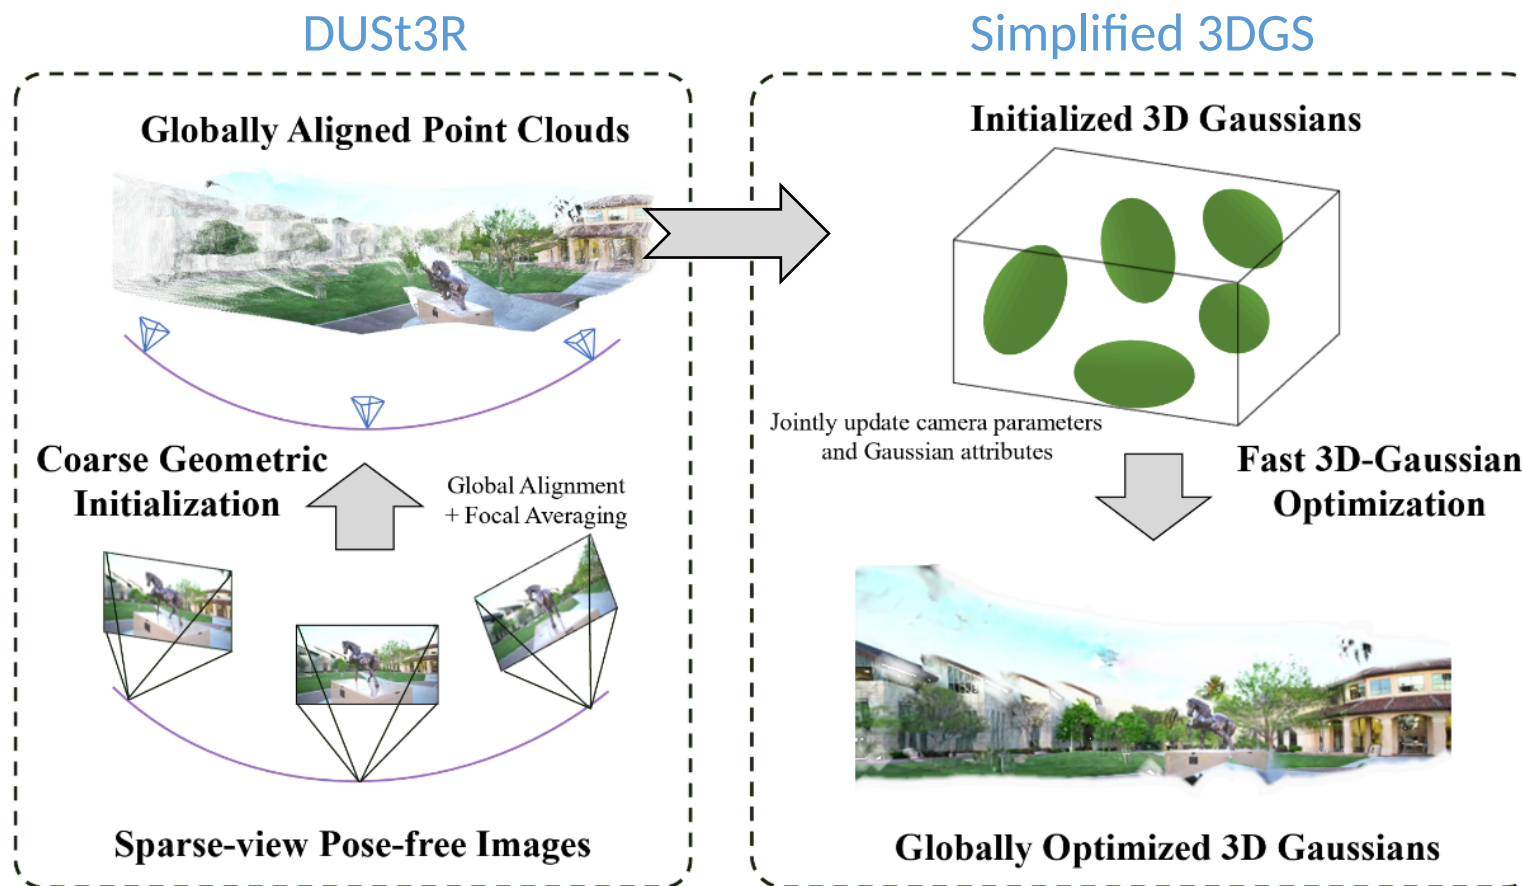 DUSt3R
Globally Aligned Point Clouds
Coarse Geometric
Initialization
Global Alignment
+ Focal Averaging
Sparse-view Pose-free Images
Simplified 3DGS
Initialized 3D Gaussians
Jointly update camera parameters
and Gaussian attributes
Fast 3D-Gaussian
Optimization
Globally Optimized 3D Gaussians